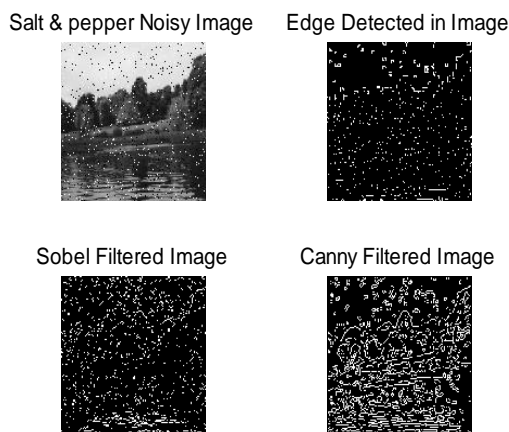 Salt & pepper Noisy Image
Edge Detected in Image
Sobel Filtered Image
Canny Filtered Image